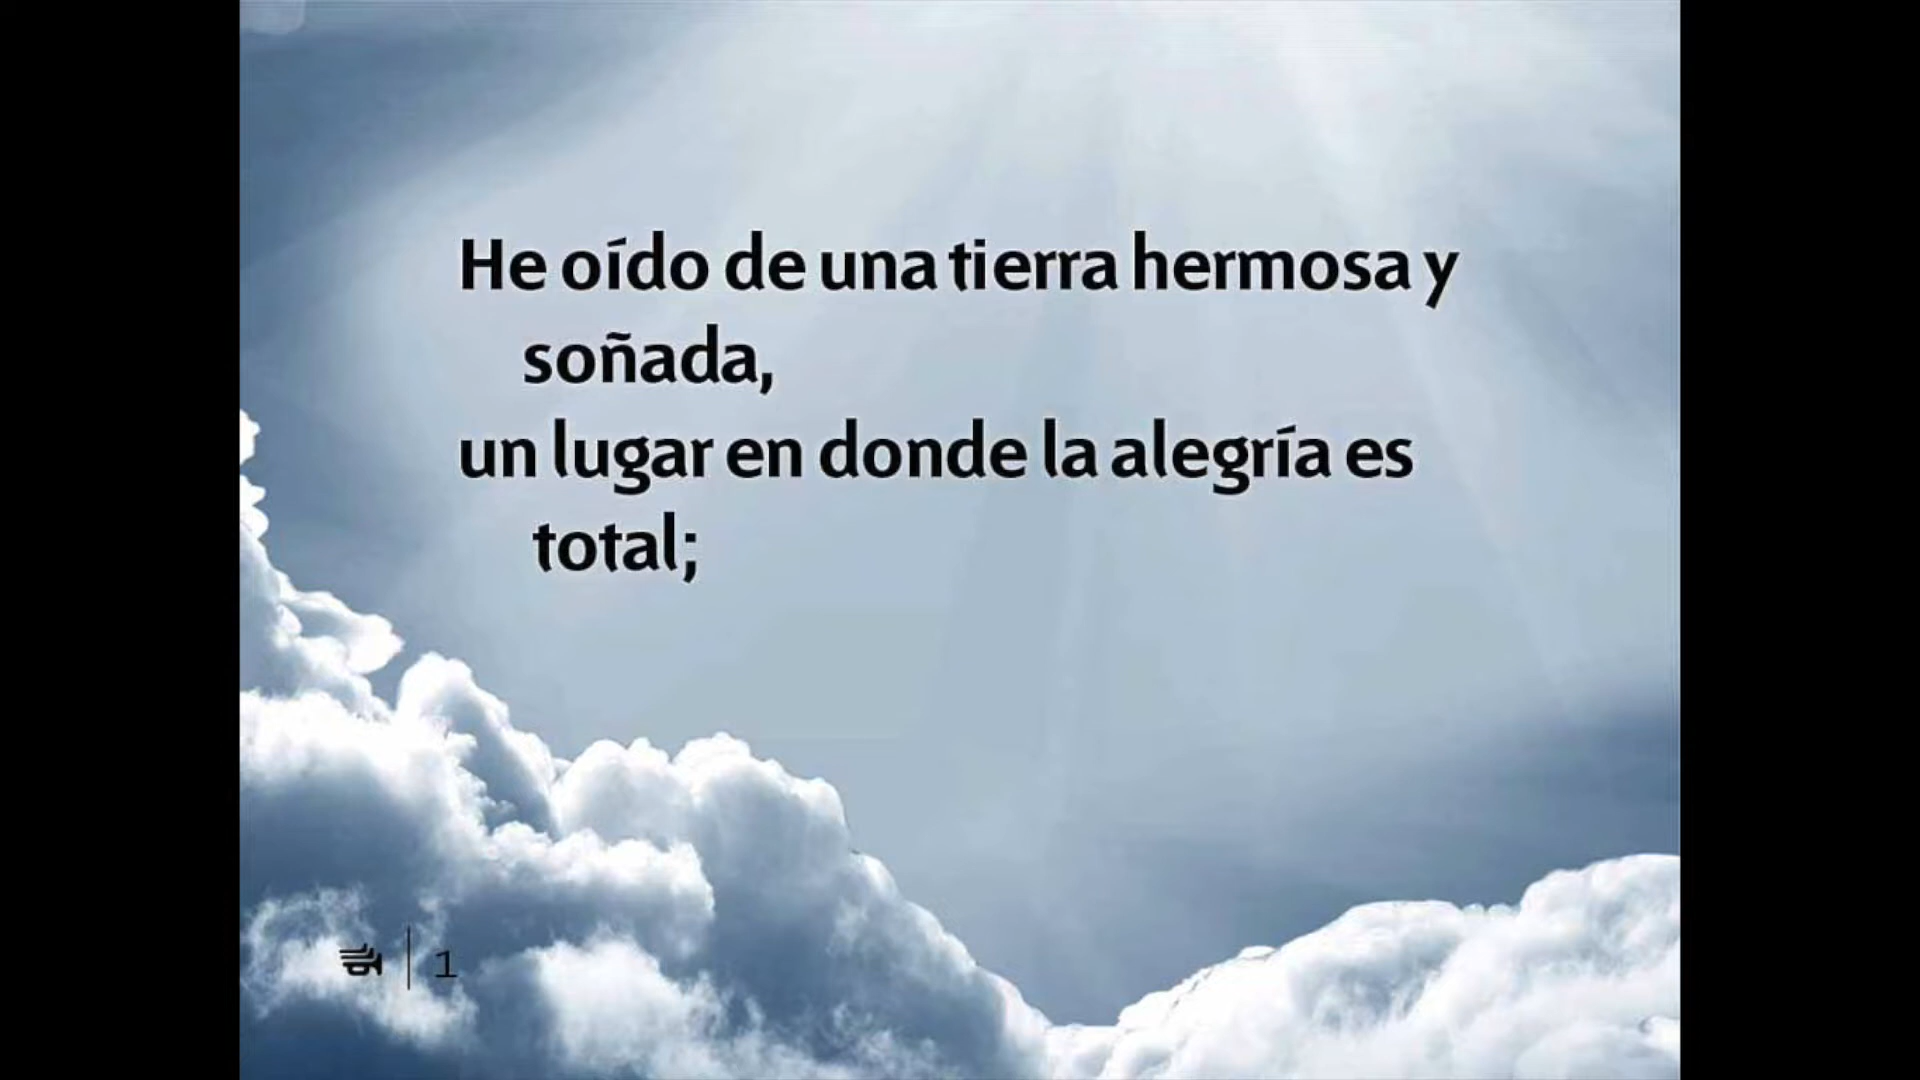 He oído de una tierra hermosa y
soñada,
un lugar en donde la alegría es
total;
1